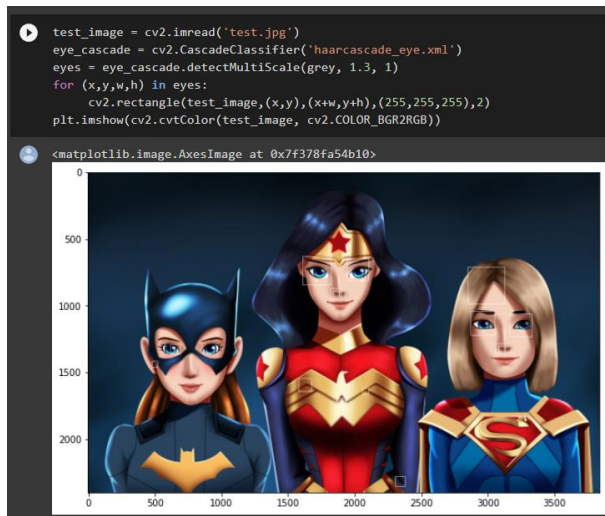 test_image = cv2.imread('test.jpg')
eye_cascade = cv2.CascadeClassifier('haarcascade_eye.xml')
eyes = eye_cascade.detectMultiScale(grey, 1.3, 1)
for (x,y,w,h) in eyes:
    cv2.rectangle(test_image,(x,y),(x+w,y+h),(255,255,255),2)
plt.imshow(cv2.cvtColor(test_image, cv2.COLOR_BGR2RGB))
<matplotlib.image.AxesImage at 0x7f378fa54b10>
0
500
1000
1500
2000
0 500 1000 1500 2000 2500 3000 3500
S